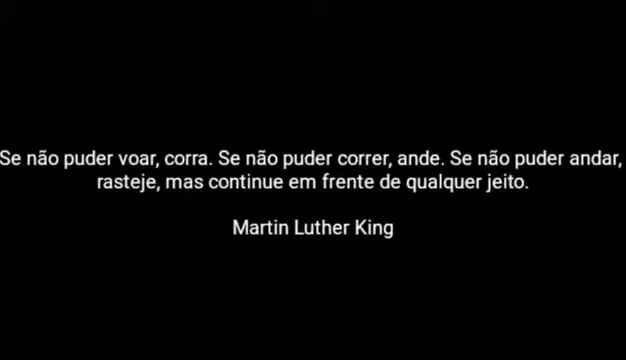 Se não puder voar, corra. Se não puder correr, ande. Se não puder andar,
rasteje, mas continue em frente de qualquer jeito.
Martin Luther King